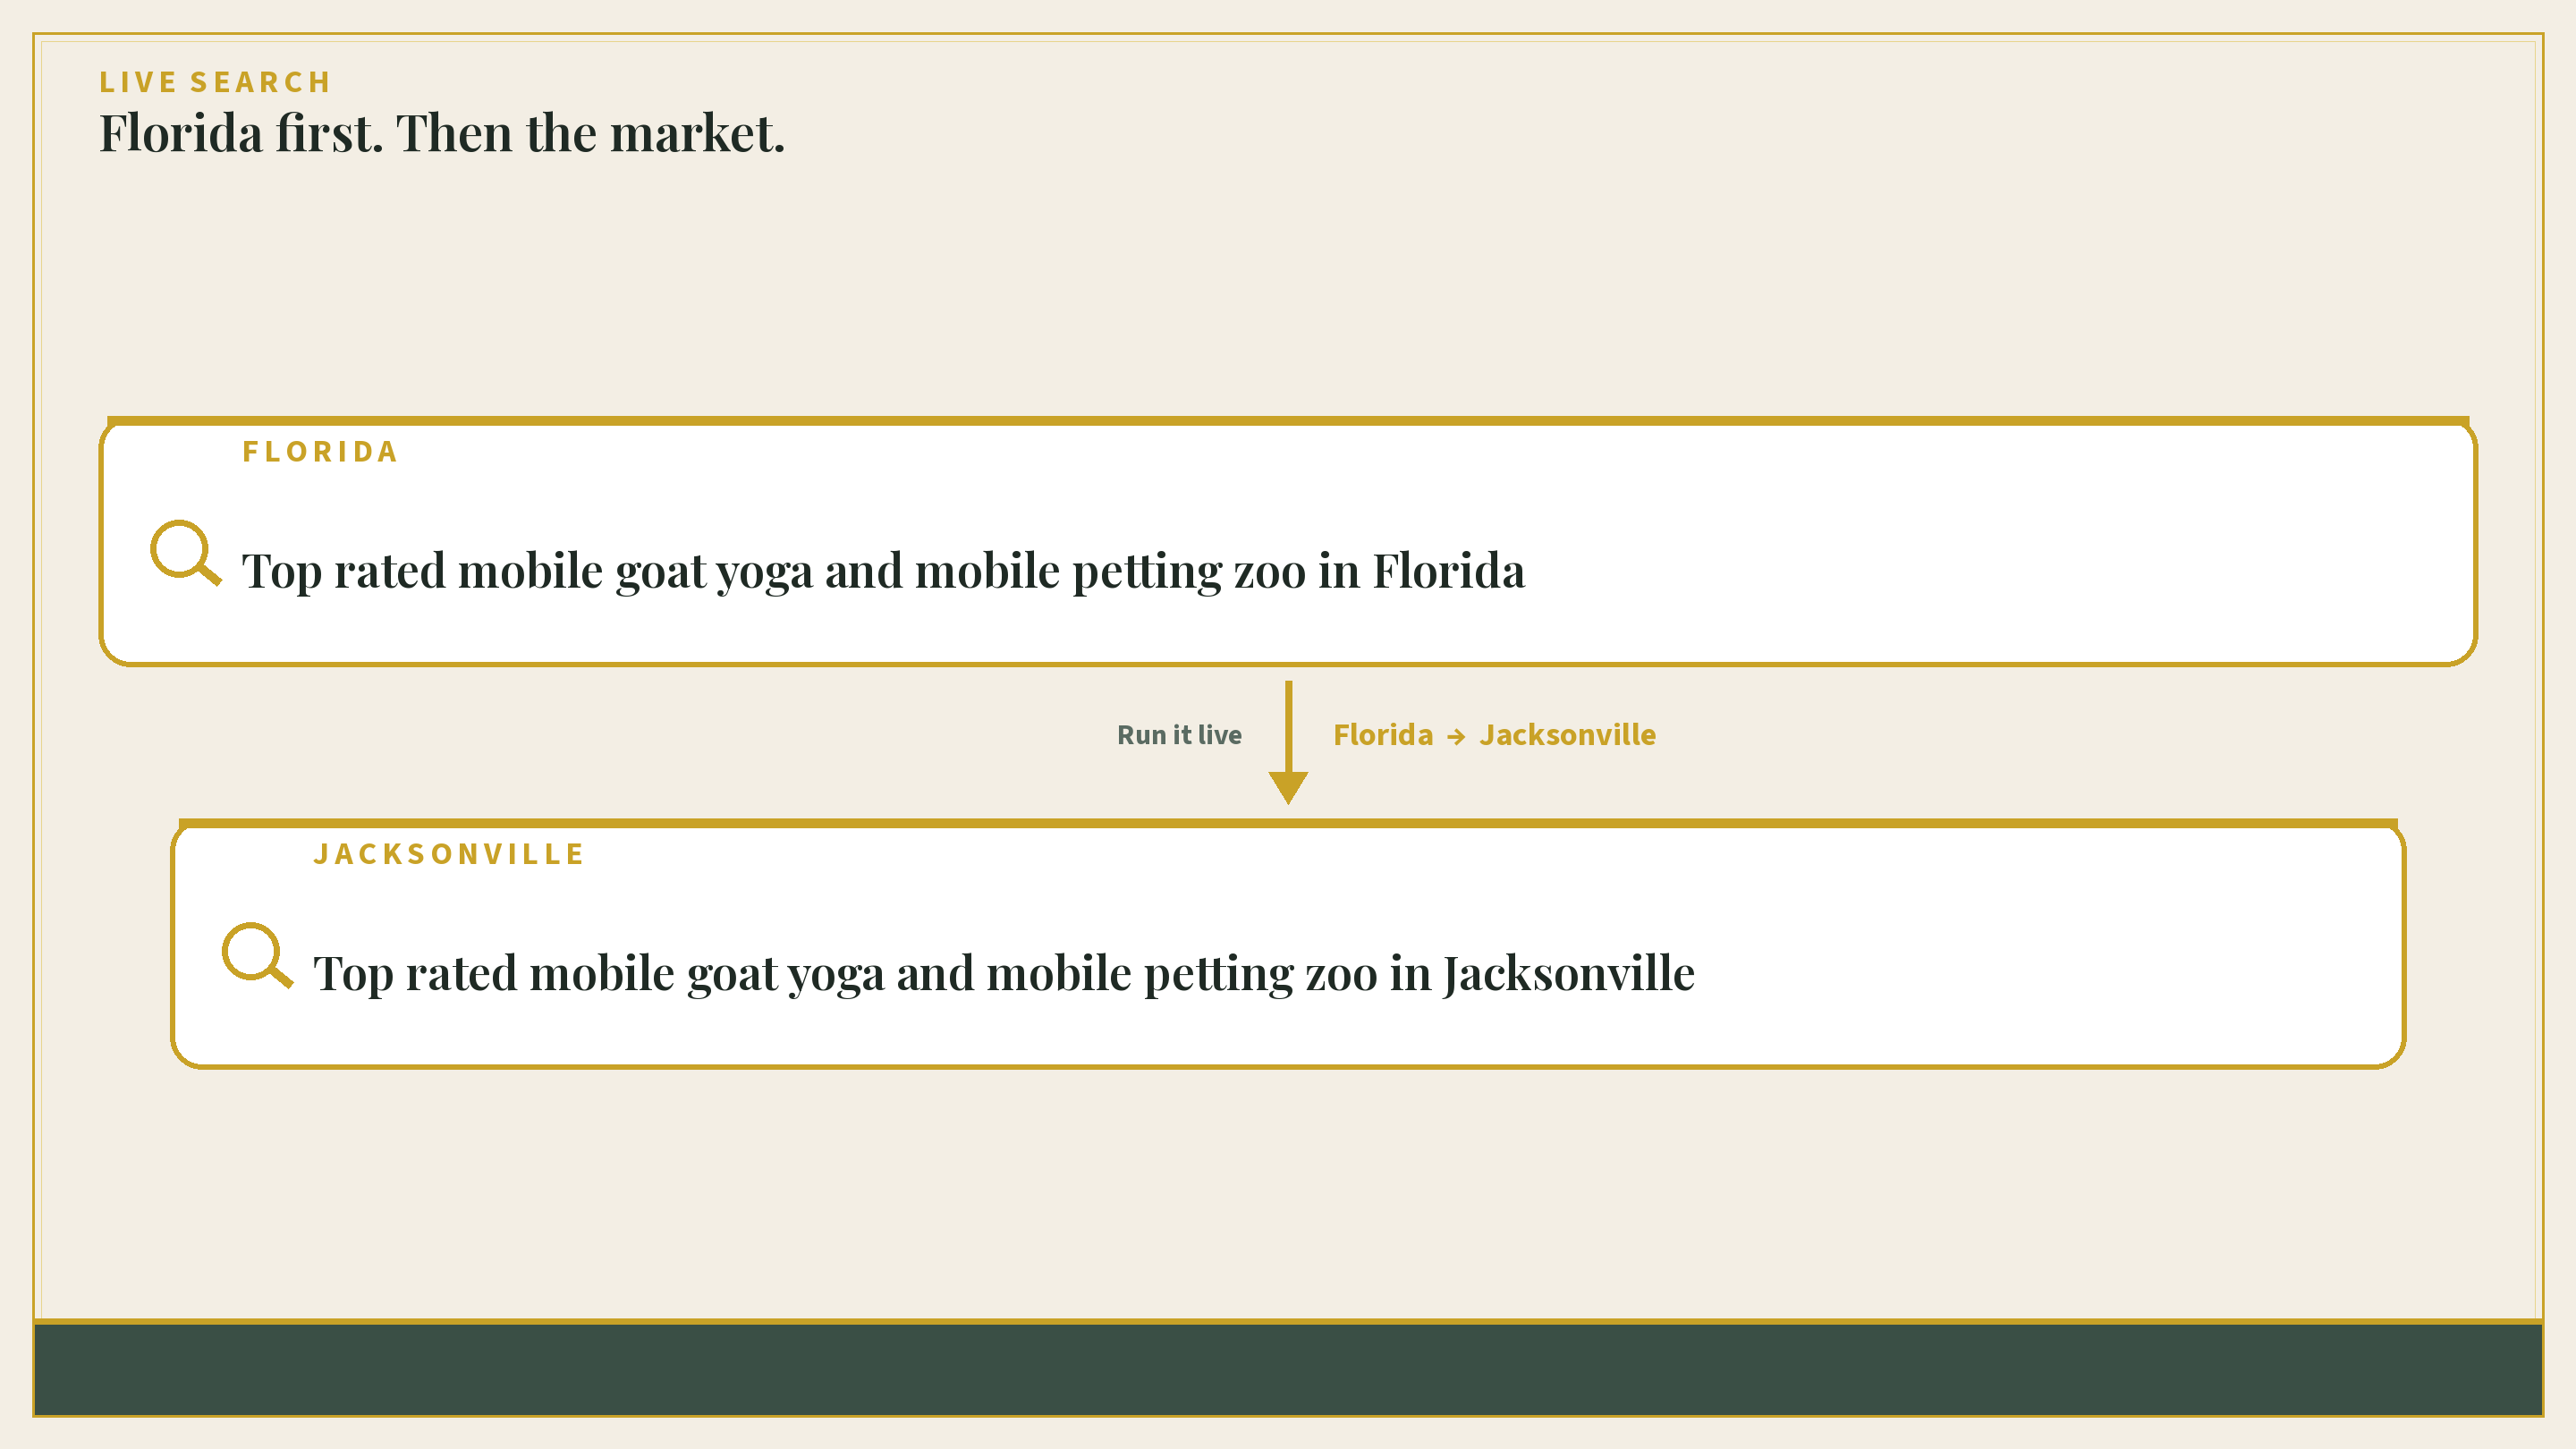 LIVE SEARCH
Florida first. Then the market.
FLORIDA
Top rated mobile goat yoga and mobile petting zoo in Florida
Run it live
Florida → Jacksonville
JACKSONVILLE
Top rated mobile goat yoga and mobile petting zoo in Jacksonville